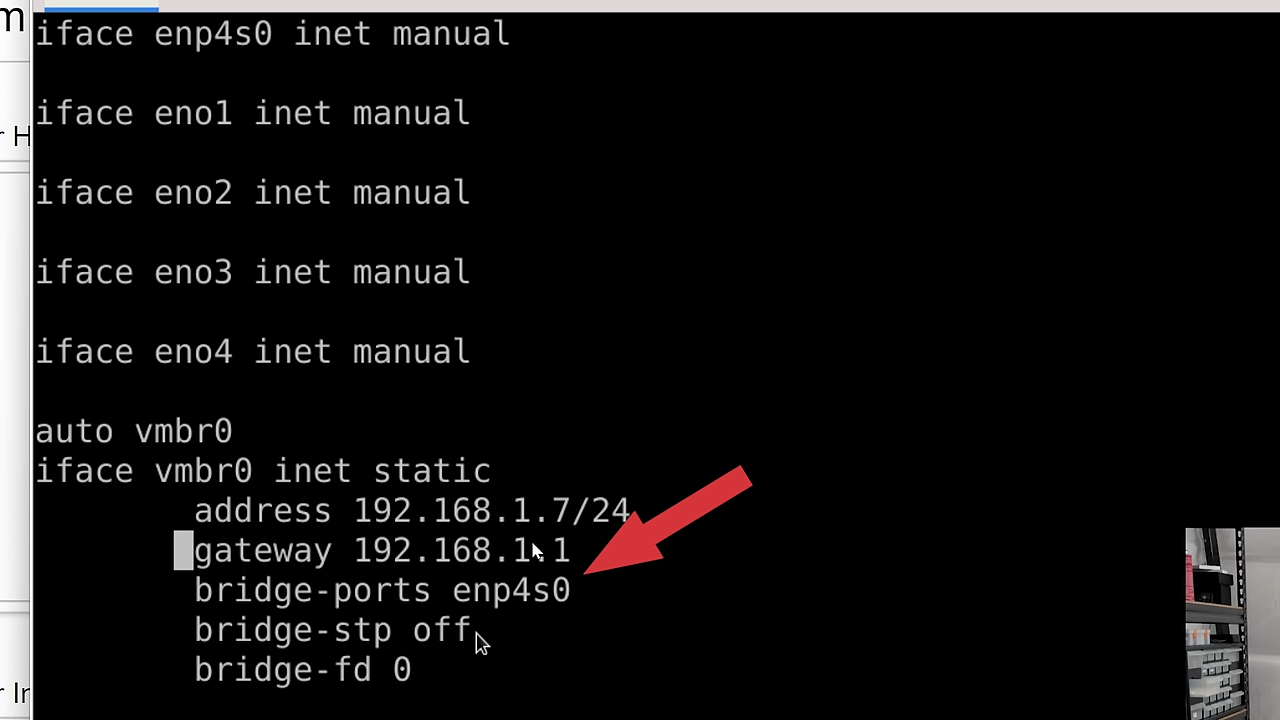 m
iface enp4s0 inet manual
iface eno1 inet manual
r H
iface eno2 inet manual
iface eno3 inet manual
iface eno4 inet manual
auto vmbr0
iface vmbr0 inet static
address 192.168.1.7/24
gateway 192.168.1.1
bridge-ports enp4s0
bridge-stp off
bridge-fd 0
r In